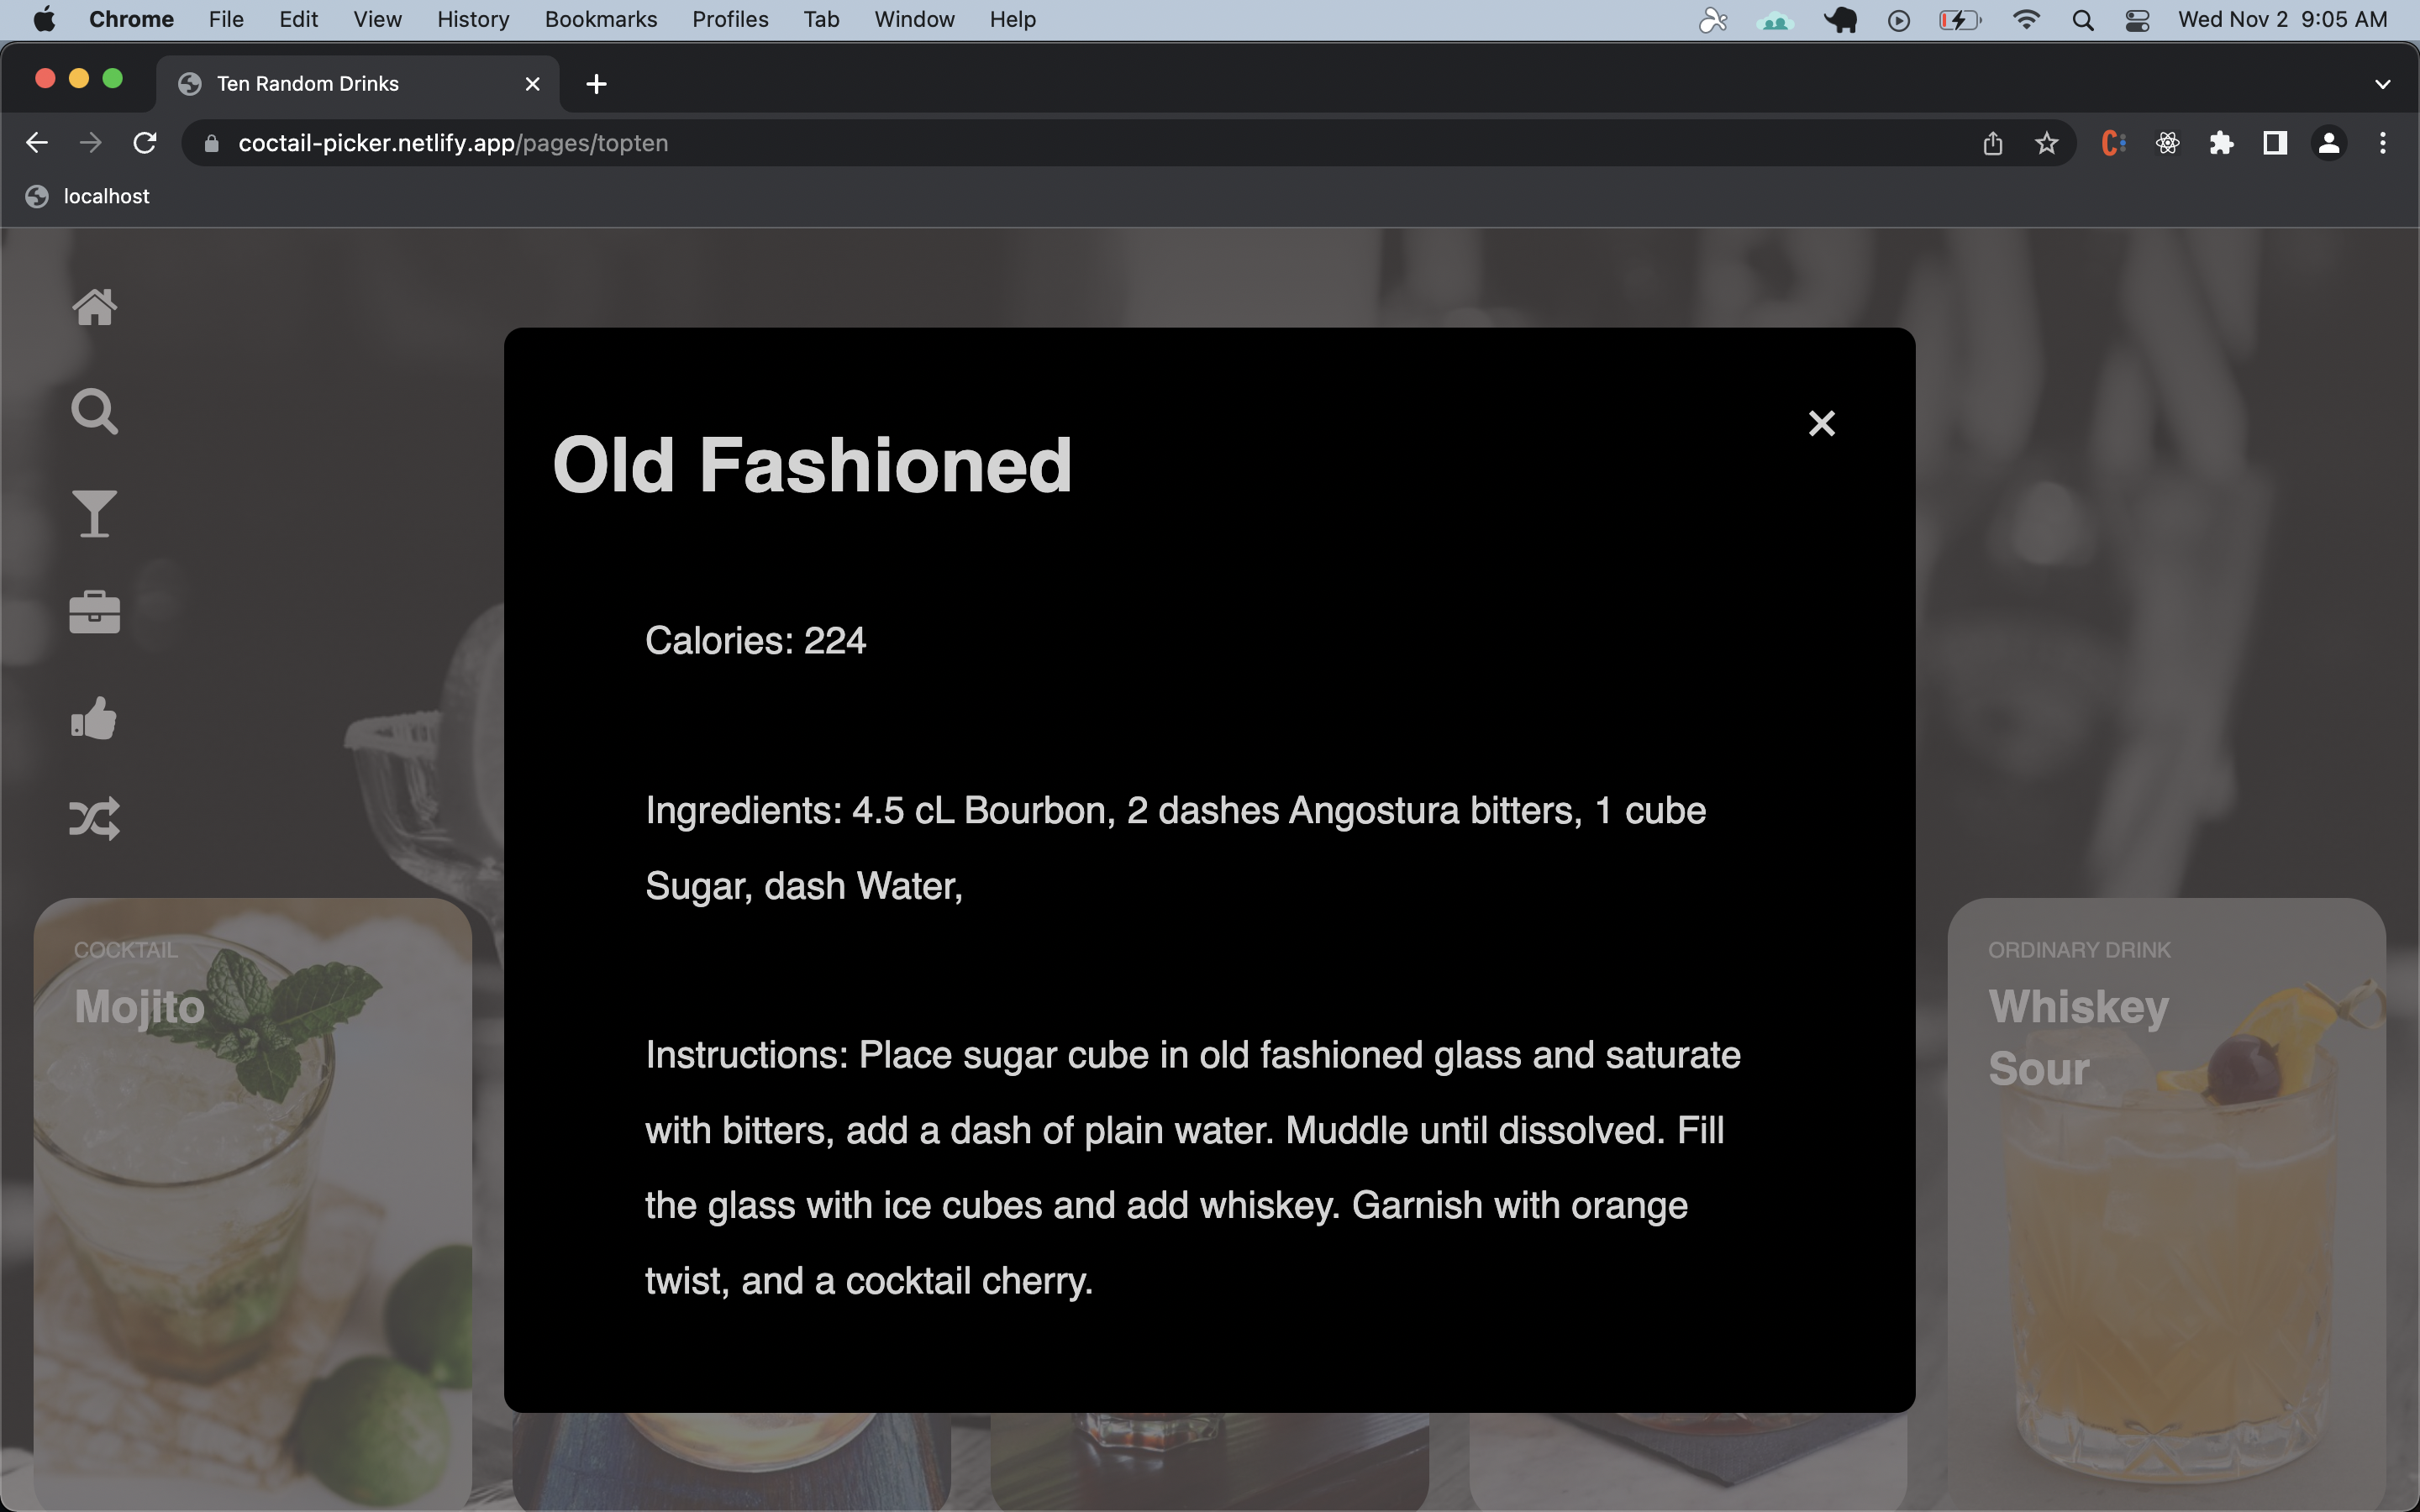 Chrome File Edit View History Bookmarks Profiles Tab Window Help Wed Nov 2 9:05 AM
Ten Random Drinks
coctail-picker.netlify.app/pages/topten
localhost
Old Fashioned
Calories: 224
Ingredients: 4.5 cL Bourbon, 2 dashes Angostura bitters, 1 cube
Sugar, dash Water,
Instructions: Place sugar cube in old fashioned glass and saturate
with bitters, add a dash of plain water. Muddle until dissolved. Fill
the glass with ice cubes and add whiskey. Garnish with orange
twist, and a cocktail cherry.
COCKTAIL
Mojito
ORDINARY DRINK
Whiskey
Sour